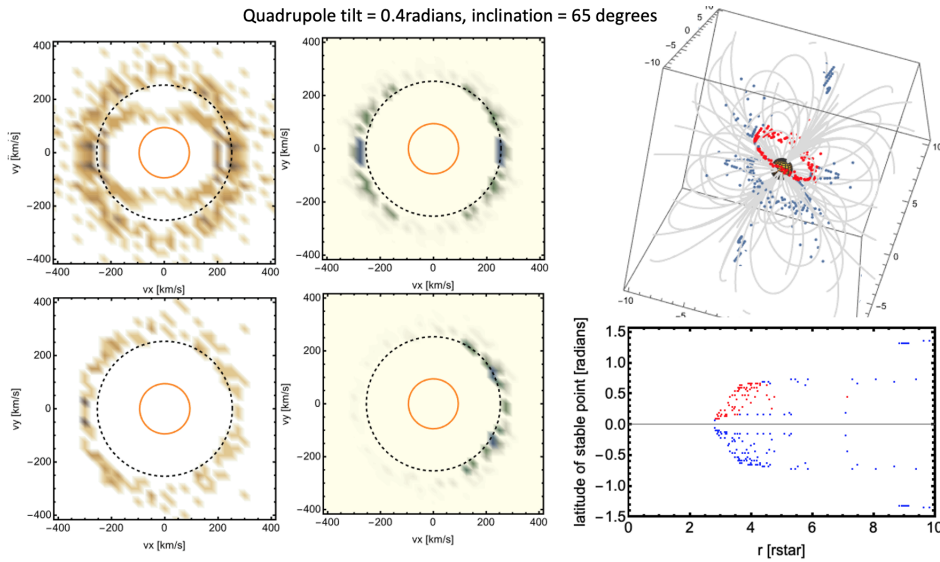 Quadrupole tilt = 0.4radians, inclination = 65 degrees
400
200
0
−200
−400
vy [km/s]
−400 −200 0 200 400
vx [km/s]
400
200
0
−200
−400
vy [km/s]
−400 −200 0 200 400
vx [km/s]
10
5
0
−5
−10
−10
−5
10
5
0
−5
400
200
0
−200
−400
vy [km/s]
−400 −200 0 200 400
vx [km/s]
400
200
0
−200
−400
vy [km/s]
−400 −200 0 200 400
vx [km/s]
1.5
1.0
0.5
0.0
−0.5
−1.0
−1.5
latitude of stable point [radians]
0 2 4 6 8 10
r [rstar]